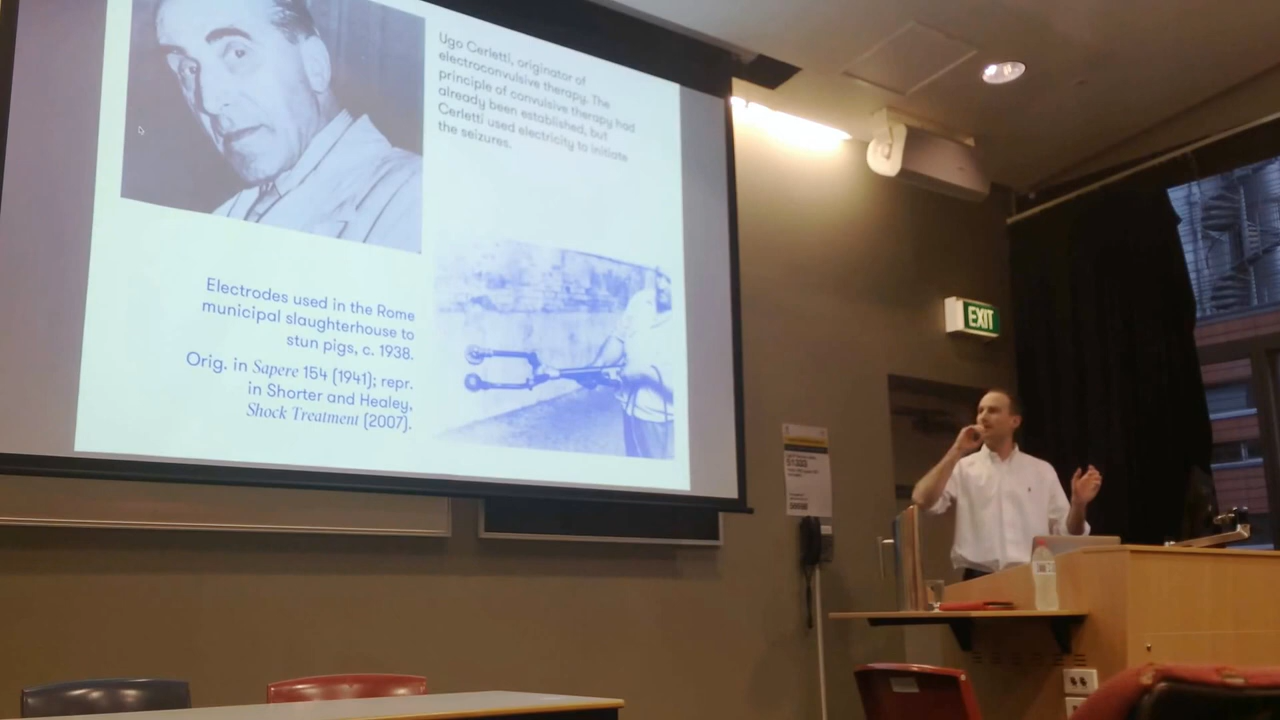 Ugo Cerletti, originator of
electroconvulsive therapy. The
principle of convulsive therapy had
already been established, but
Cerletti used electricity to initiate
the seizures.
Electrodes used in the Rome
municipal slaughterhouse to
stun pigs, c. 1938.
Orig. in Sapere 154 (1941); repr.
in Shorter and Healey,
Shock Treatment (2007).
EXIT